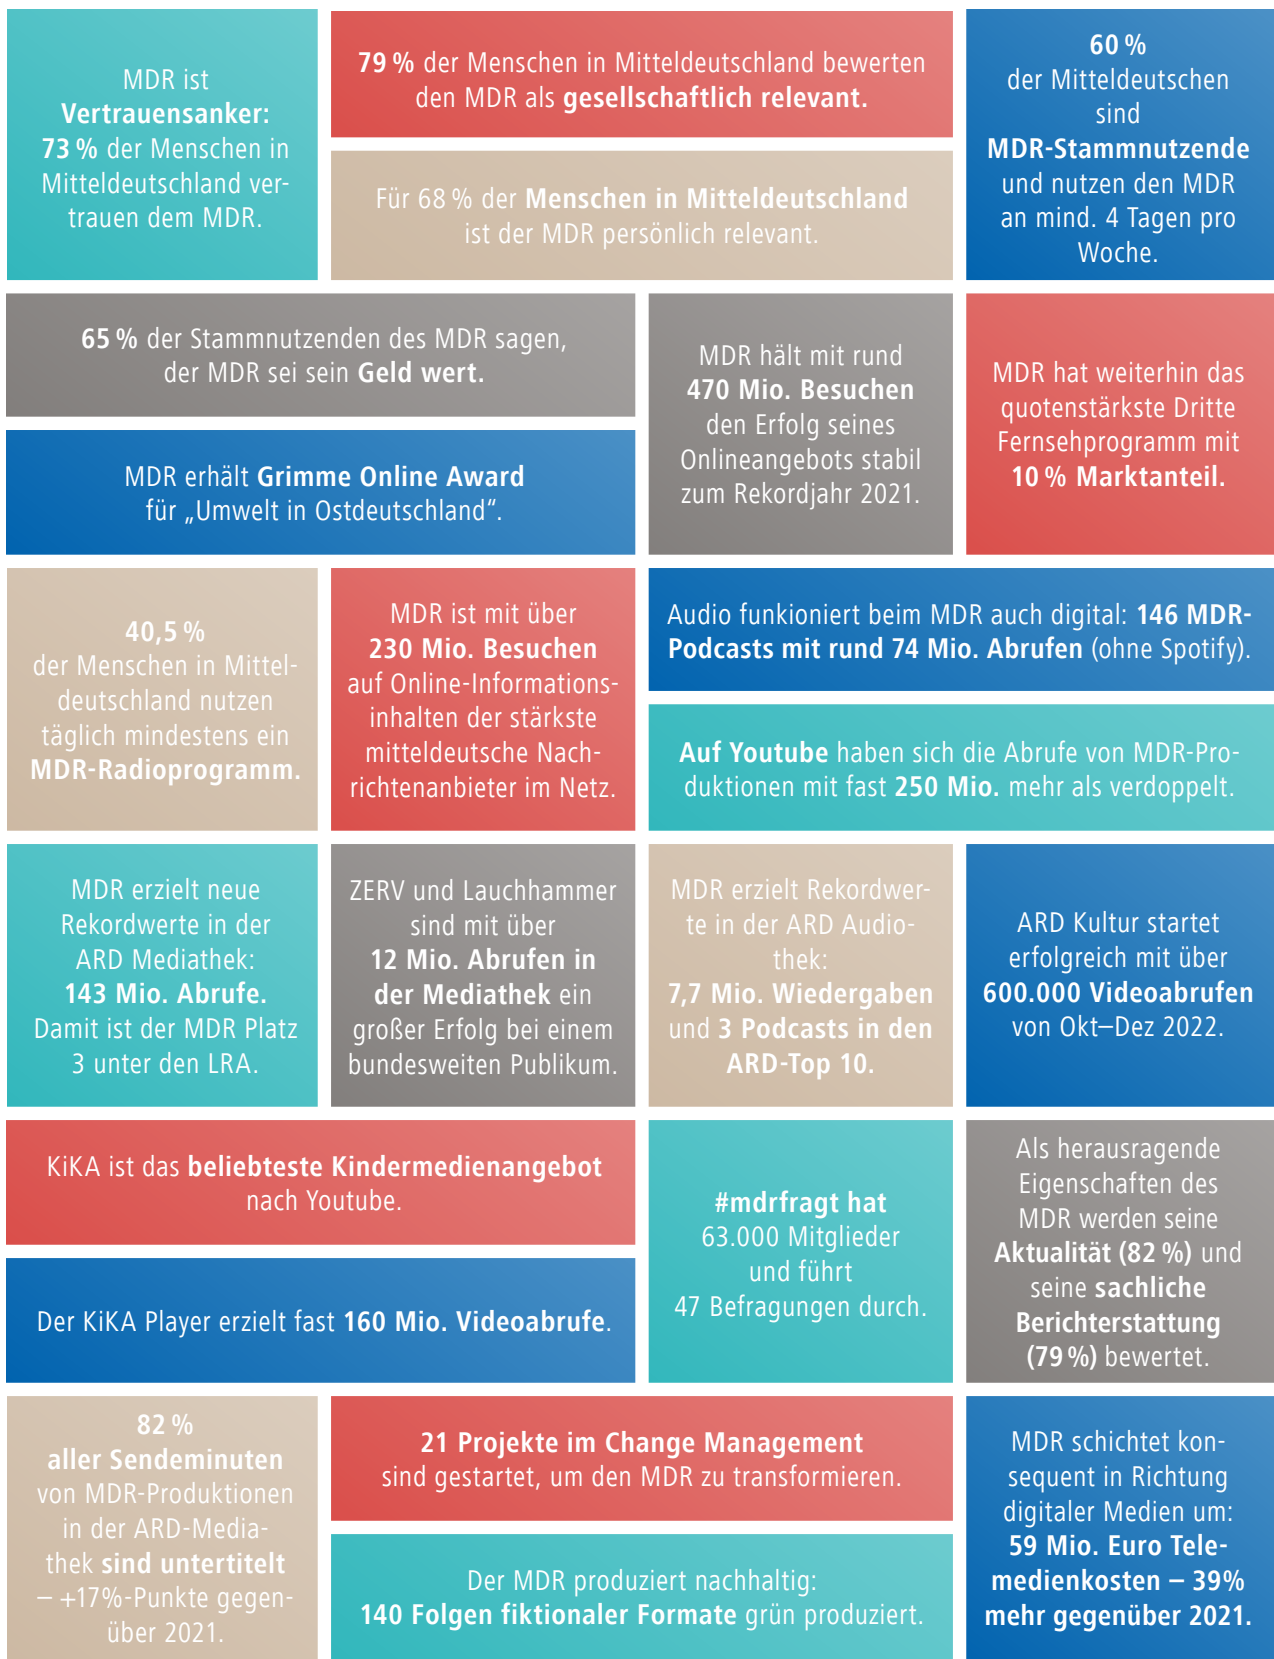 MDR ist
Vertrauensanker:
73 % der Menschen in
Mitteldeutschland ver-
trauen dem MDR.
79 % der Menschen in Mitteldeutschland bewerten
den MDR als gesellschaftlich relevant.
Für 68 % der Menschen in Mitteldeutschland
ist der MDR persönlich relevant.
60 %
der Mitteldeutschen
sind
MDR-Stammnutzende
und nutzen den MDR
an mind. 4 Tagen pro
Woche.
65 % der Stammnutzenden des MDR sagen,
der MDR sei sein Geld wert.
MDR erhält Grimme Online Award
für „Umwelt in Ostdeutschland“.
MDR hält mit rund
470 Mio. Besuchen
den Erfolg seines
Onlineangebots stabil
zum Rekordjahr 2021.
MDR hat weiterhin das
quotenstärkste Dritte
Fernsehprogramm mit
10 % Marktanteil.
40,5 %
der Menschen in Mittel-
deutschland nutzen
täglich mindestens ein
MDR-Radioprogramm.
MDR ist mit über
230 Mio. Besuchen
auf Online-Informations-
inhalten der stärkste
mitteldeutsche Nach-
richtenanbieter im Netz.
Audio funkioniert beim MDR auch digital: 146 MDR-
Podcasts mit rund 74 Mio. Abrufen (ohne Spotify).
Auf Youtube haben sich die Abrufe von MDR-Pro-
duktionen mit fast 250 Mio. mehr als verdoppelt.
MDR erzielt neue
Rekordwerte in der
ARD Mediathek:
143 Mio. Abrufe.
Damit ist der MDR Platz
3 unter den LRA.
ZERV und Lauchhammer
sind mit über
12 Mio. Abrufen in
der Mediathek ein
großer Erfolg bei einem
bundesweiten Publikum.
MDR erzielt Rekordwer-
te in der ARD Audio-
thek:
7,7 Mio. Wiedergaben
und 3 Podcasts in den
ARD-Top 10.
ARD Kultur startet
erfolgreich mit über
600.000 Videoabrufen
von Okt–Dez 2022.
KiKA ist das beliebteste Kindermedienangebot
nach Youtube.
Der KiKA Player erzielt fast 160 Mio. Videoabrufe.
#mdrfragt hat
63.000 Mitglieder
und führt
47 Befragungen durch.
Als herausragende
Eigenschaften des
MDR werden seine
Aktualität (82 %) und
seine sachliche
Berichterstattung
(79 %) bewertet.
82 %
aller Sendeminuten
von MDR-Produktionen
in der ARD-Media-
thek sind untertitelt
– +17%-Punkte gegen-
über 2021.
21 Projekte im Change Management
sind gestartet, um den MDR zu transformieren.
Der MDR produziert nachhaltig:
140 Folgen fiktionaler Formate grün produziert.
MDR schichtet kon-
sequent in Richtung
digitaler Medien um:
59 Mio. Euro Tele-
medienkosten – 39%
mehr gegenüber 2021.